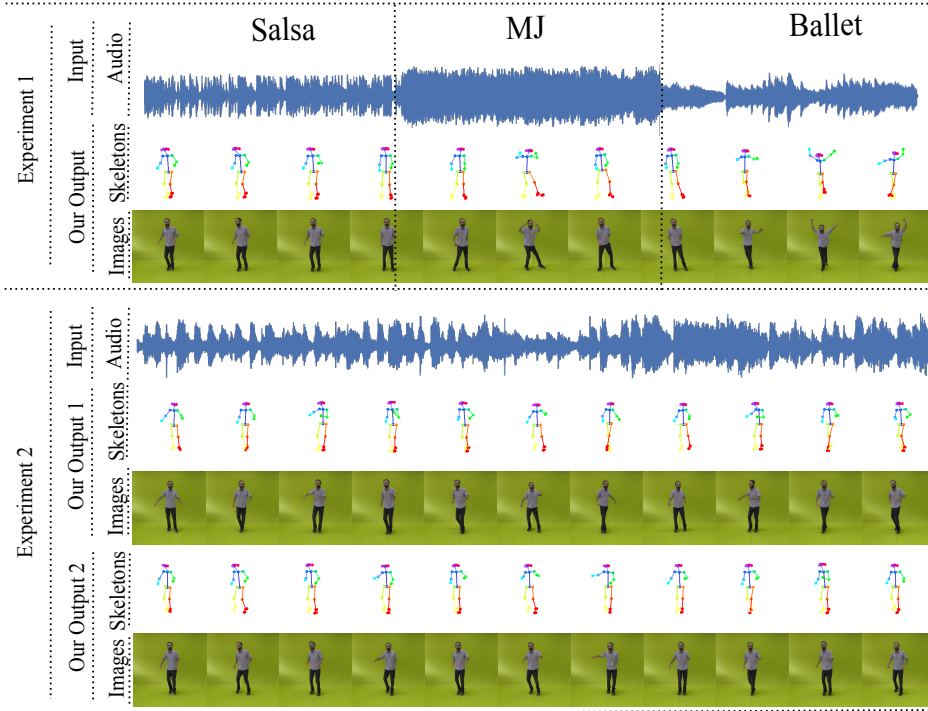 Salsa
MJ
Ballet
Experiment 1
Input
Audio
Our Output
Skeletons
Images
Experiment 2
Input
Audio
Our Output 1
Skeletons
Images
Our Output 2
Skeletons
Images